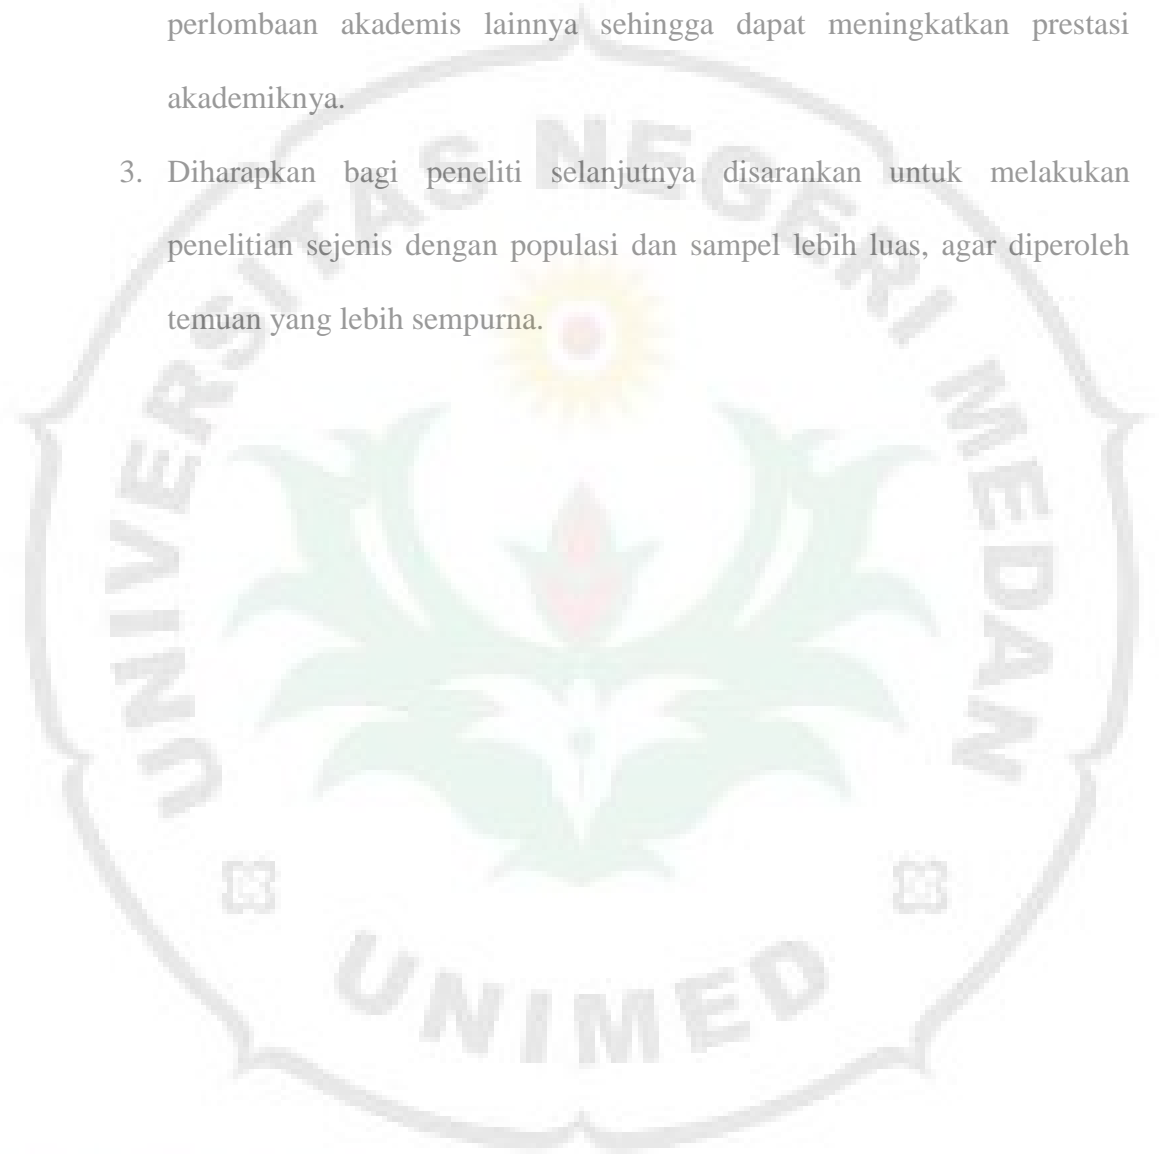 perlombaan akademis lainnya sehingga dapat meningkatkan prestasi
akademiknya.
3. Diharapkan bagi peneliti selanjutnya disarankan untuk melakukan
penelitian sejenis dengan populasi dan sampel lebih luas, agar diperoleh
temuan yang lebih sempurna.
UNIVERSITAS NEGERI MEDAN
UNIMED